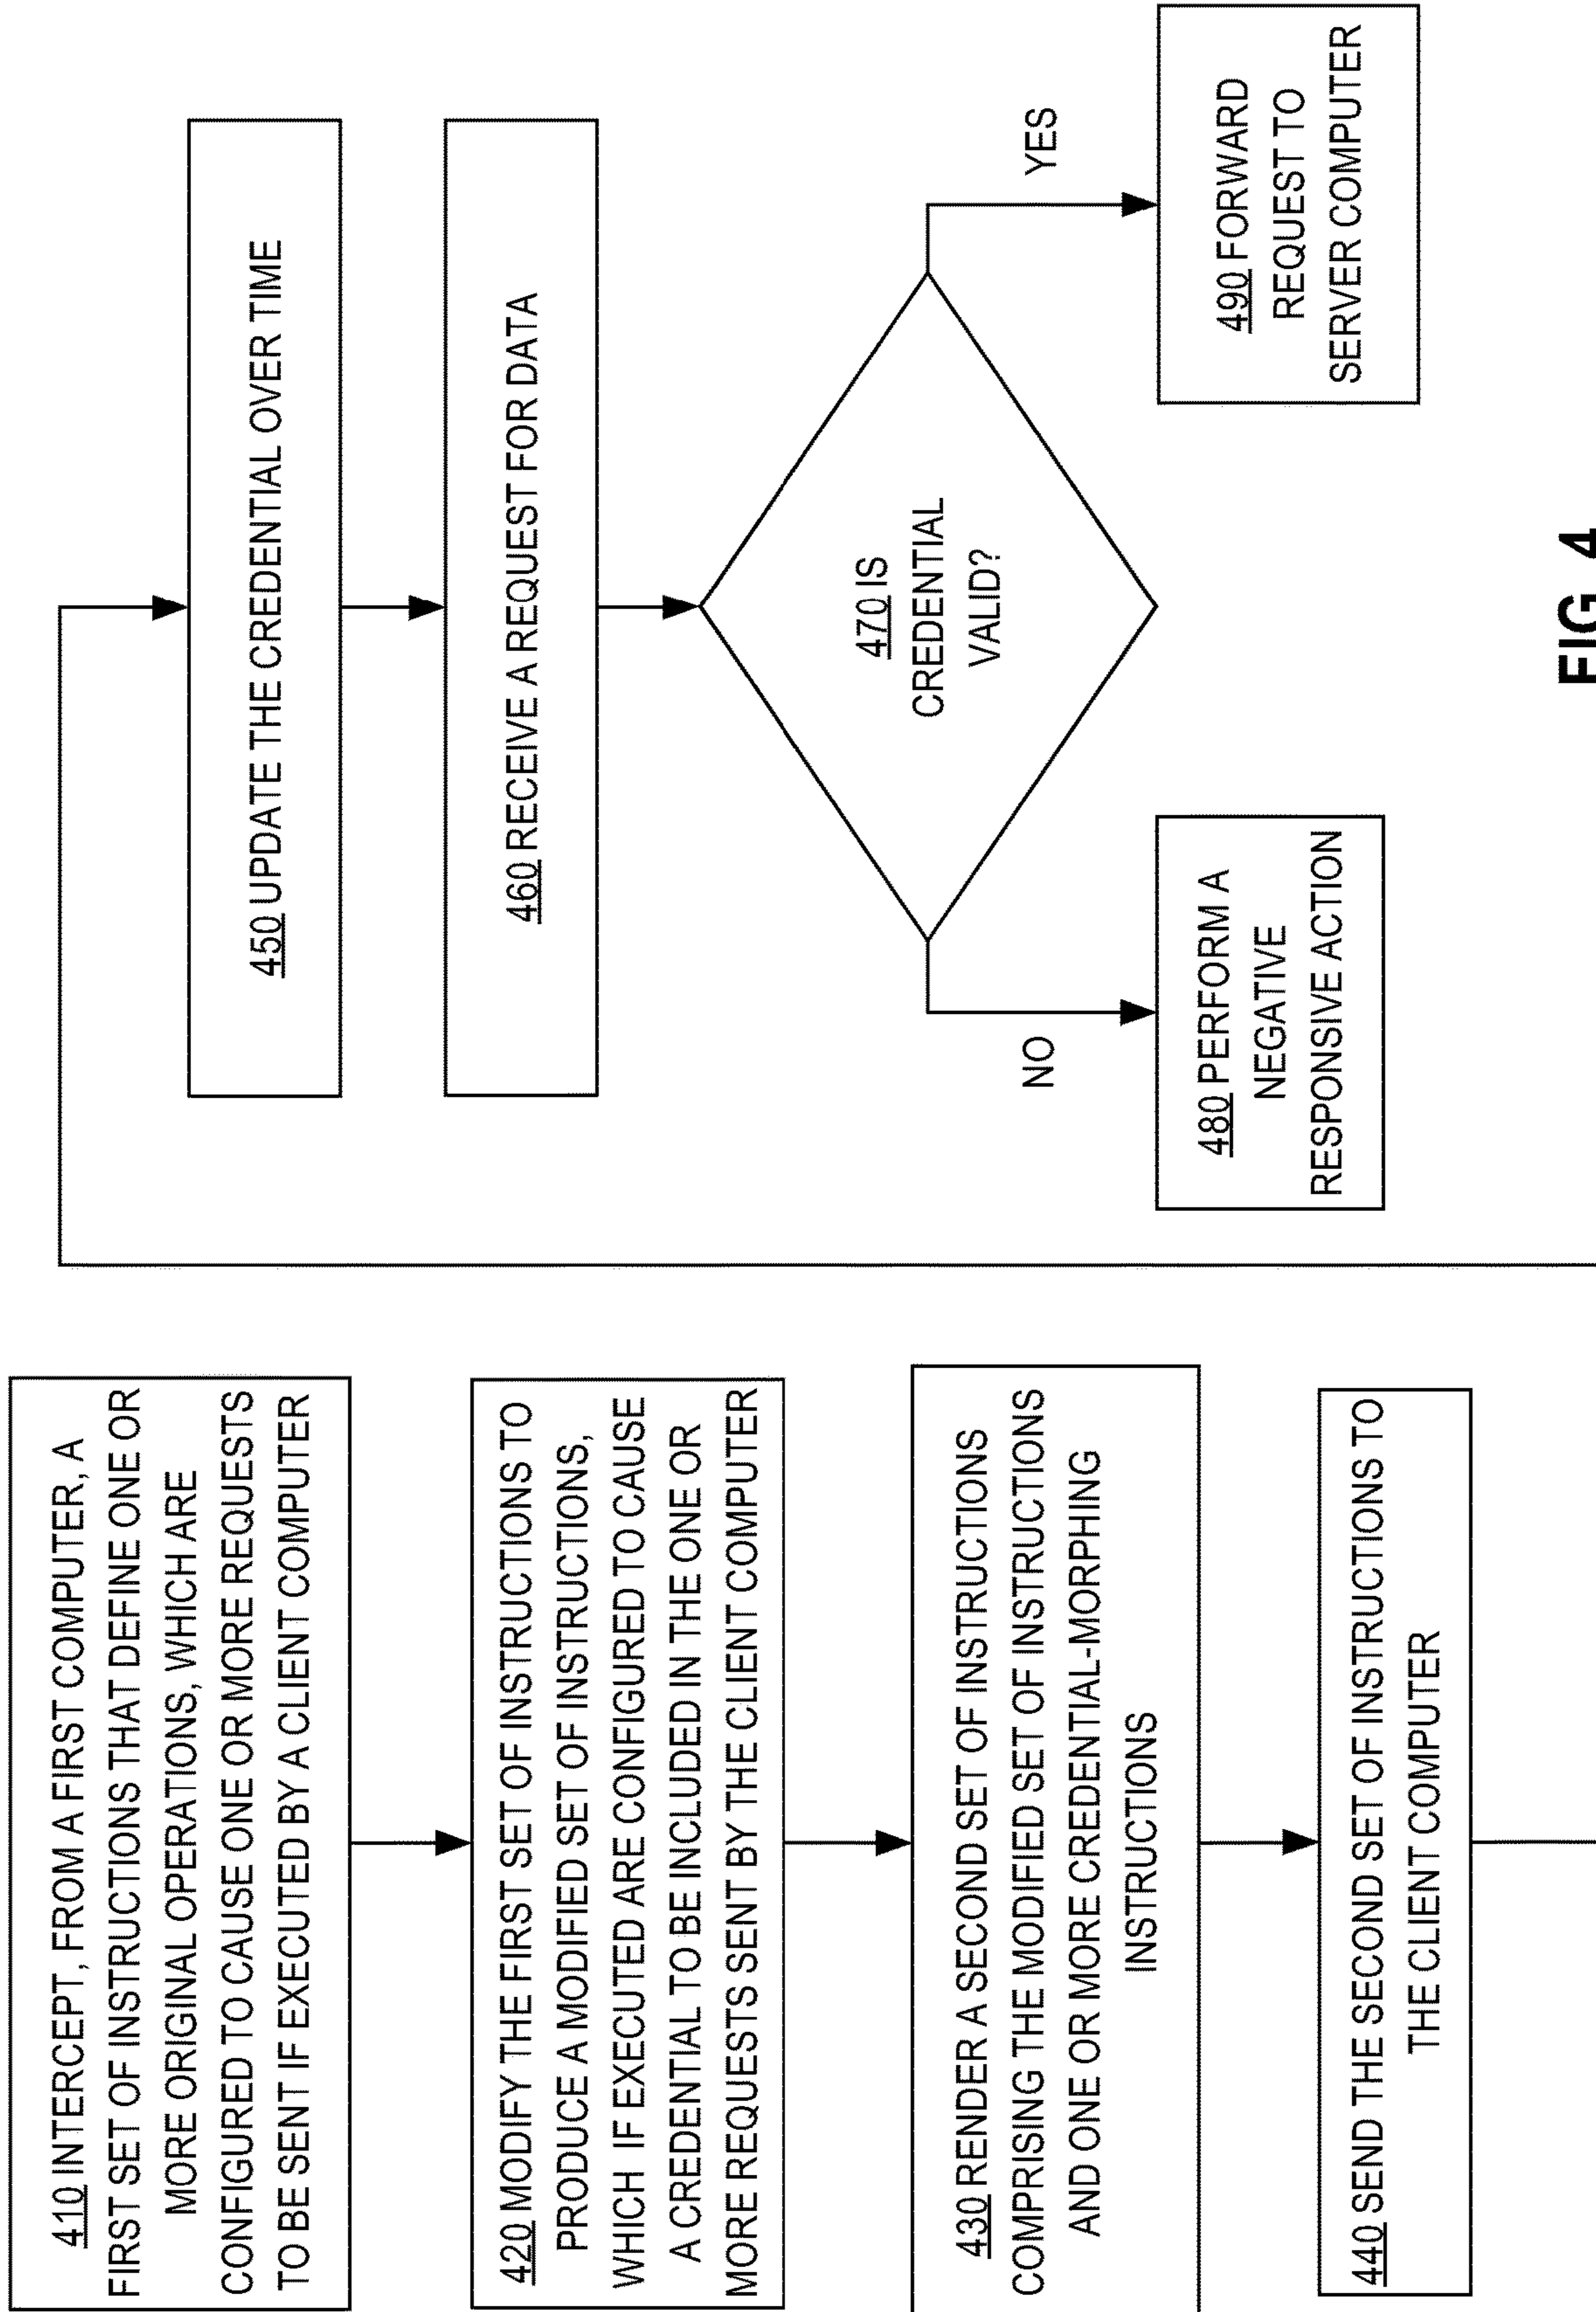 410 INTERCEPT, FROM A FIRST COMPUTER, A
FIRST SET OF INSTRUCTIONS THAT DEFINE ONE OR
MORE ORIGINAL OPERATIONS, WHICH ARE
CONFIGURED TO CAUSE ONE OR MORE REQUESTS
TO BE SENT IF EXECUTED BY A CLIENT COMPUTER
420 MODIFY THE FIRST SET OF INSTRUCTIONS TO
PRODUCE A MODIFIED SET OF INSTRUCTIONS,
WHICH IF EXECUTED ARE CONFIGURED TO CAUSE
A CREDENTIAL TO BE INCLUDED IN THE ONE OR
MORE REQUESTS SENT BY THE CLIENT COMPUTER
430 RENDER A SECOND SET OF INSTRUCTIONS
COMPRISING THE MODIFIED SET OF INSTRUCTIONS
AND ONE OR MORE CREDENTIAL-MORPHING
INSTRUCTIONS
440 SEND THE SECOND SET OF INSTRUCTIONS TO
THE CLIENT COMPUTER
450 UPDATE THE CREDENTIAL OVER TIME
460 RECEIVE A REQUEST FOR DATA
470 IS
CREDENTIAL
VALID?
NO
YES
480 PERFORM A
NEGATIVE
RESPONSIVE ACTION
490 FORWARD
REQUEST TO
SERVER COMPUTER
FIG. 4